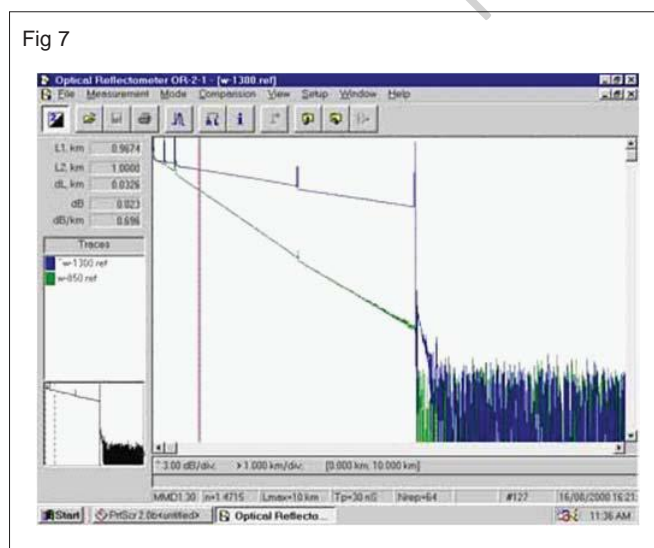 Fig 7
Optical Reflectometer OR-2-1 - [w-1300.ref]
File Measurement Mode Comparision View Setup Window Help
L1, km 0.9674
L2, km 1.0000
dL, km 0.0326
dB 0.023
dB/km 0.696
Traces
w-1300.ref
w-850.ref
3.00 dB/div. 1.000 km/div. [0.000 km, 10.000 km]
MMD1.30 n=1.4715 Lmax=10 km Tp=30 nS Nrep=64 #127 16/08/2000 16:21
Start PrtScr 2.0b<untitled> Optical Reflecto... 11:36 AM